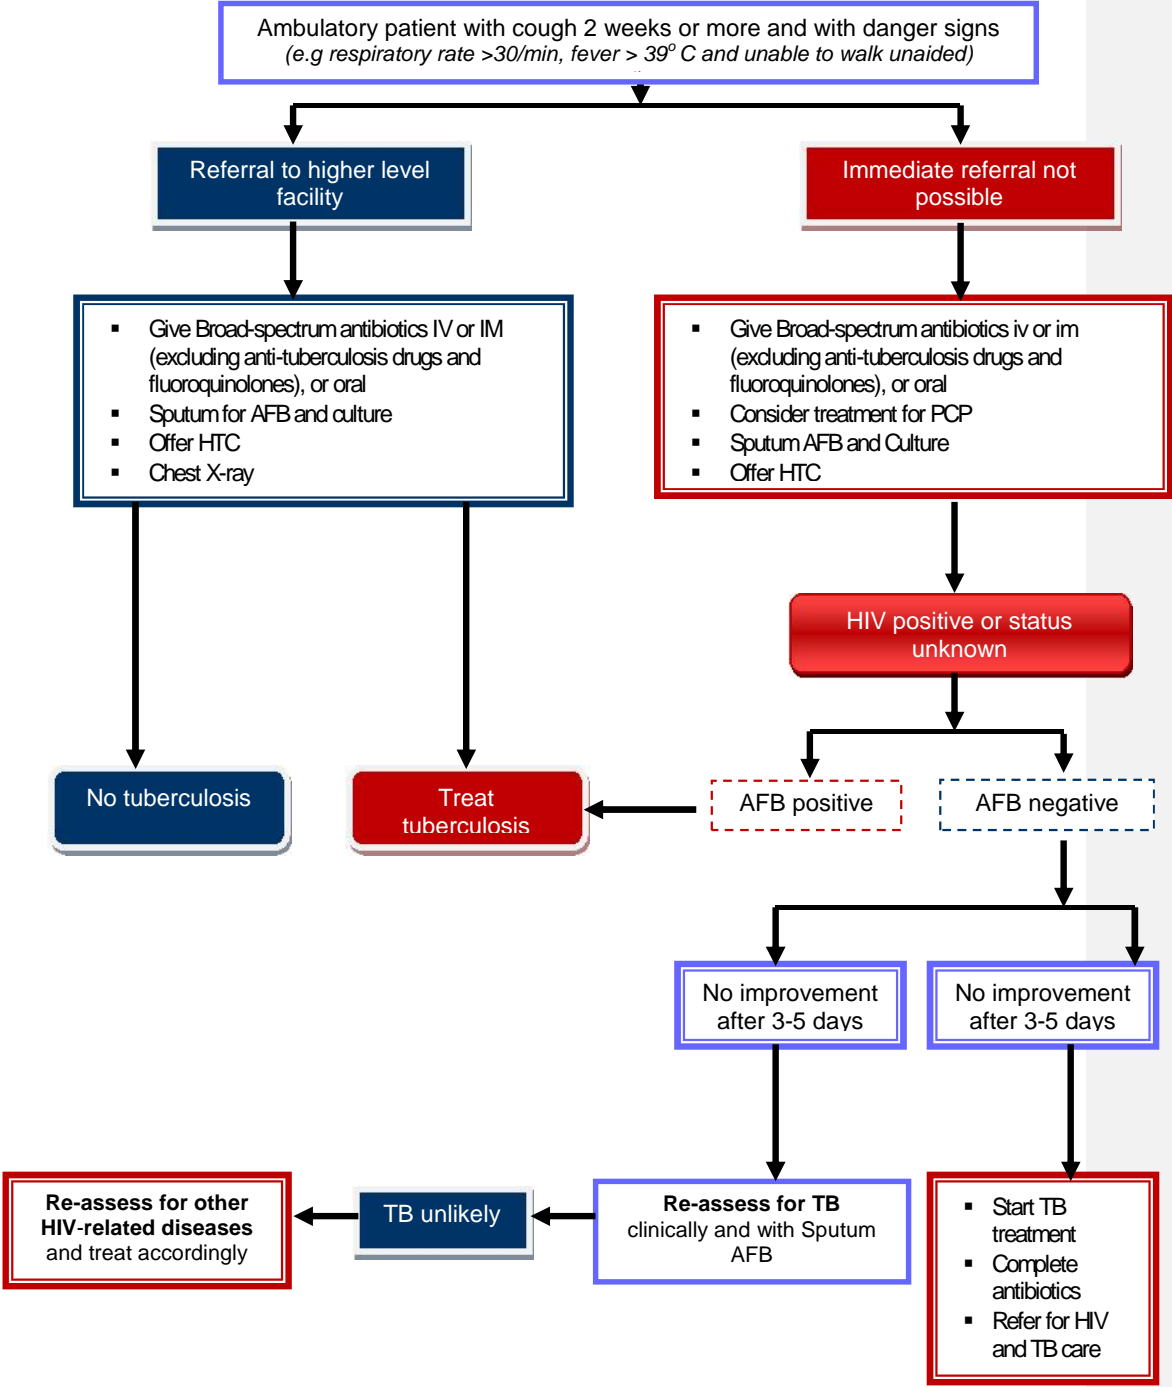 Ambulatory patient with cough 2 weeks or more and with danger signs
(e.g respiratory rate >30/min, fever > 39° C and unable to walk unaided)
Referral to higher level
facility
Immediate referral not
possible
▪ Give Broad-spectrum antibiotics IV or IM
(excluding anti-tuberculosis drugs and
fluoroquinolones), or oral
▪ Sputum for AFB and culture
▪ Offer HTC
▪ Chest X-ray
▪ Give Broad-spectrum antibiotics iv or im
(excluding anti-tuberculosis drugs and
fluoroquinolones), or oral
▪ Consider treatment for PCP
▪ Sputum AFB and Culture
▪ Offer HTC
HIV positive or status
unknown
No tuberculosis
Treat
tuberculosis
AFB positive
AFB negative
No improvement
after 3-5 days
No improvement
after 3-5 days
Re-assess for other
HIV-related diseases
and treat accordingly
TB unlikely
Re-assess for TB
clinically and with Sputum
AFB
▪ Start TB
treatment
▪ Complete
antibiotics
▪ Refer for HIV
and TB care